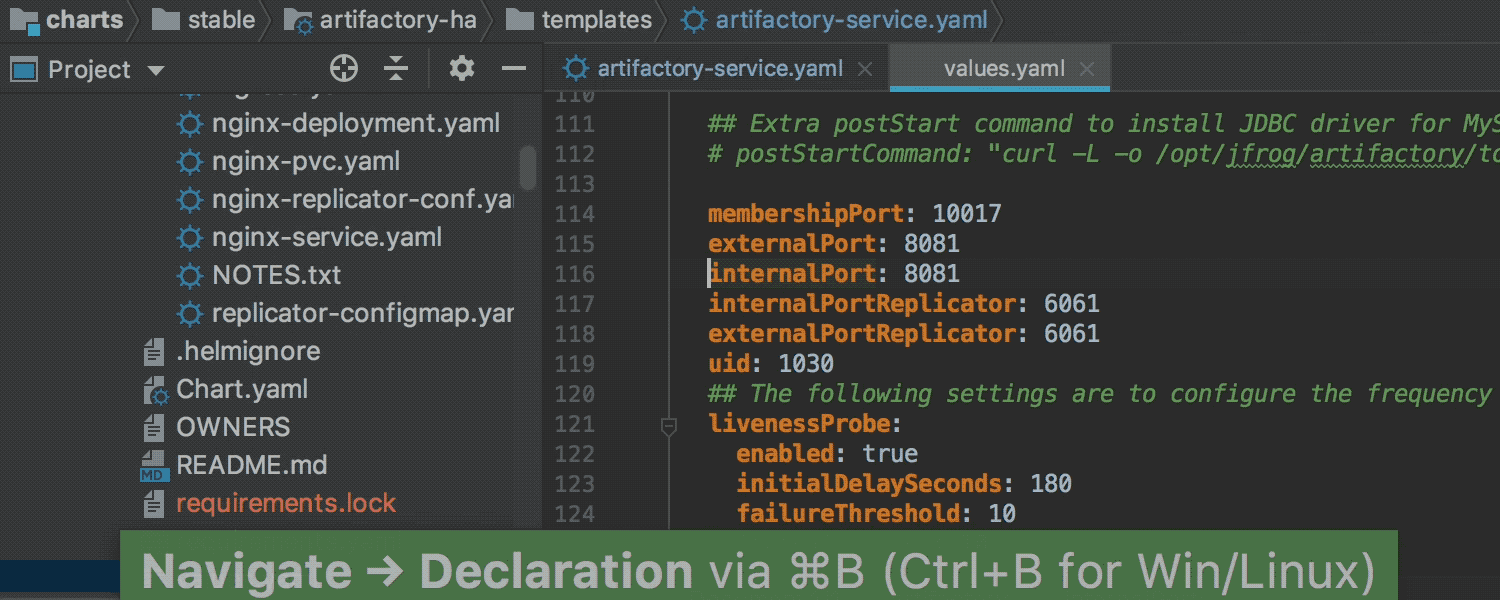 charts stable artifactory-ha templates artifactory-service.yaml
Project
artifactory-service.yaml values.yaml
nginx-deployment.yaml
nginx-pvc.yaml
nginx-replicator-conf.ya
nginx-service.yaml
NOTES.txt
replicator-configmap.yar
.helmignore
Chart.yaml
OWNERS
MD README.md
requirements.lock
110
111 ## Extra postStart command to install JDBC driver for MyS
112 # postStartCommand: "curl -L -o /opt/jfrog/artifactory/to
113
114 membershipPort: 10017
115 externalPort: 8081
116 internalPort: 8081
117 internalPortReplicator: 6061
118 externalPortReplicator: 6061
119 uid: 1030
120 ## The following settings are to configure the frequency
121 livenessProbe:
122 enabled: true
123 initialDelaySeconds: 180
124 failureThreshold: 10
Navigate → Declaration via ⌘B (Ctrl+B for Win/Linux)